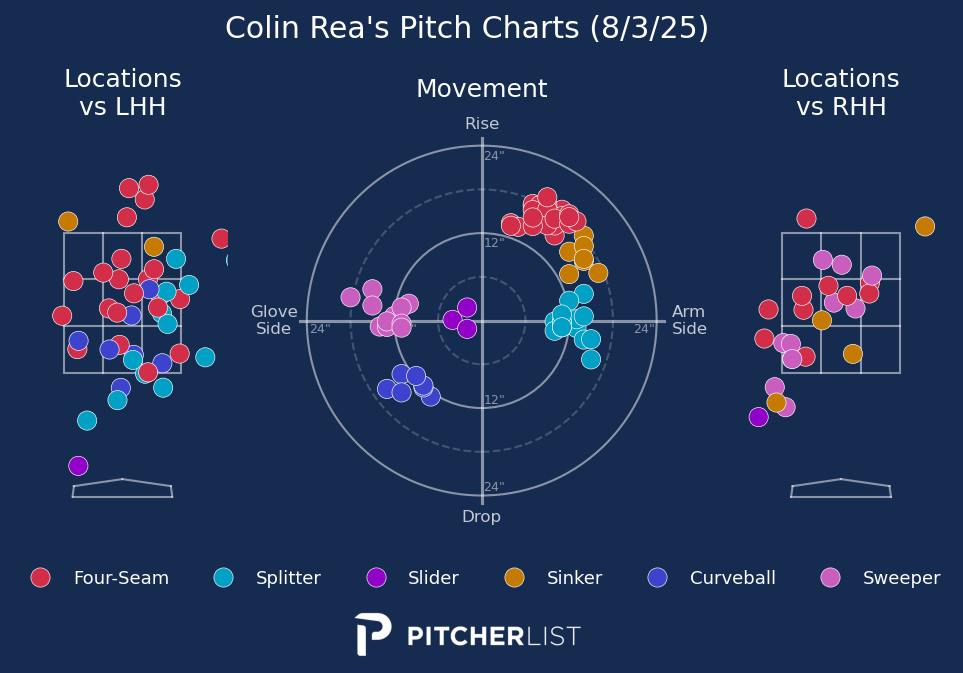 Colin Rea's Pitch Charts (8/3/25)
Locations
vs LHH
Movement
Locations
vs RHH
Rise
24"
12"
Glove
Side
24"
"
24"
Arm
Side
12"
24"
Drop
Four-Seam
Splitter
Slider
Sinker
Curveball
Sweeper
PITCHERLIST